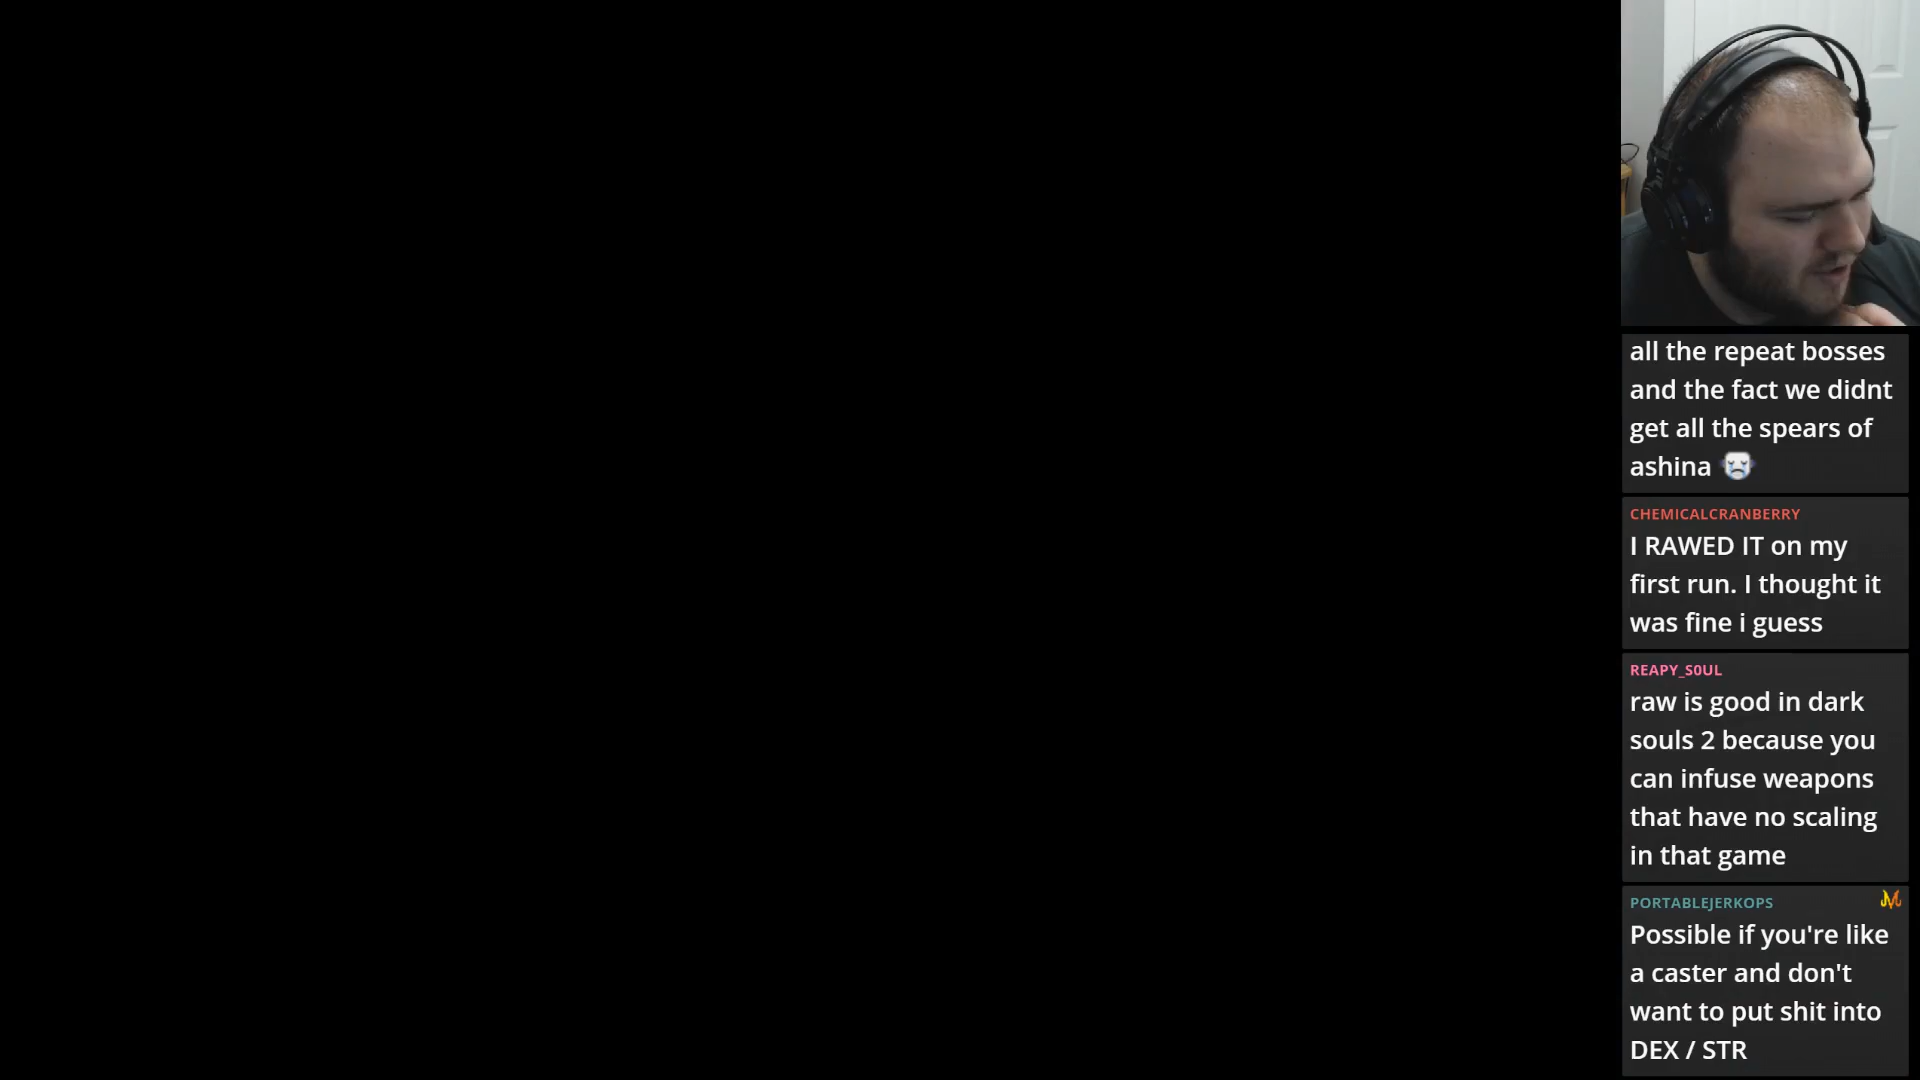 all the repeat bosses
and the fact we didnt
get all the spears of
ashina
CHEMICALCRANBERRY
I RAWED IT on my
first run. I thought it
was fine i guess
REAPY_S0UL
raw is good in dark
souls 2 because you
can infuse weapons
that have no scaling
in that game
PORTABLEJERKOPS
Possible if you're like
a caster and don't
want to put shit into
DEX / STR